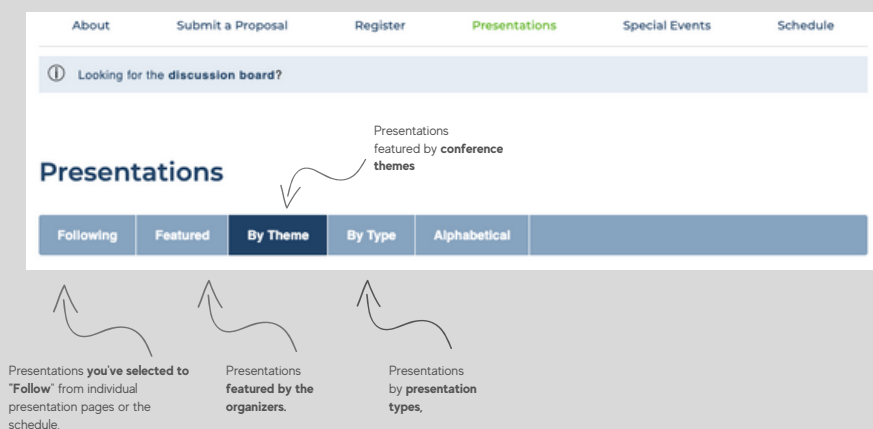 About Submit a Proposal Register Presentations Special Events Schedule
Looking for the discussion board?
Presentations
featured by conference
themes
Presentations
Following Featured By Theme By Type Alphabetical
Presentations you've selected to
"Follow" from individual
presentation pages or the
schedule.
Presentations
featured by the
organizers.
Presentations
by presentation
types,